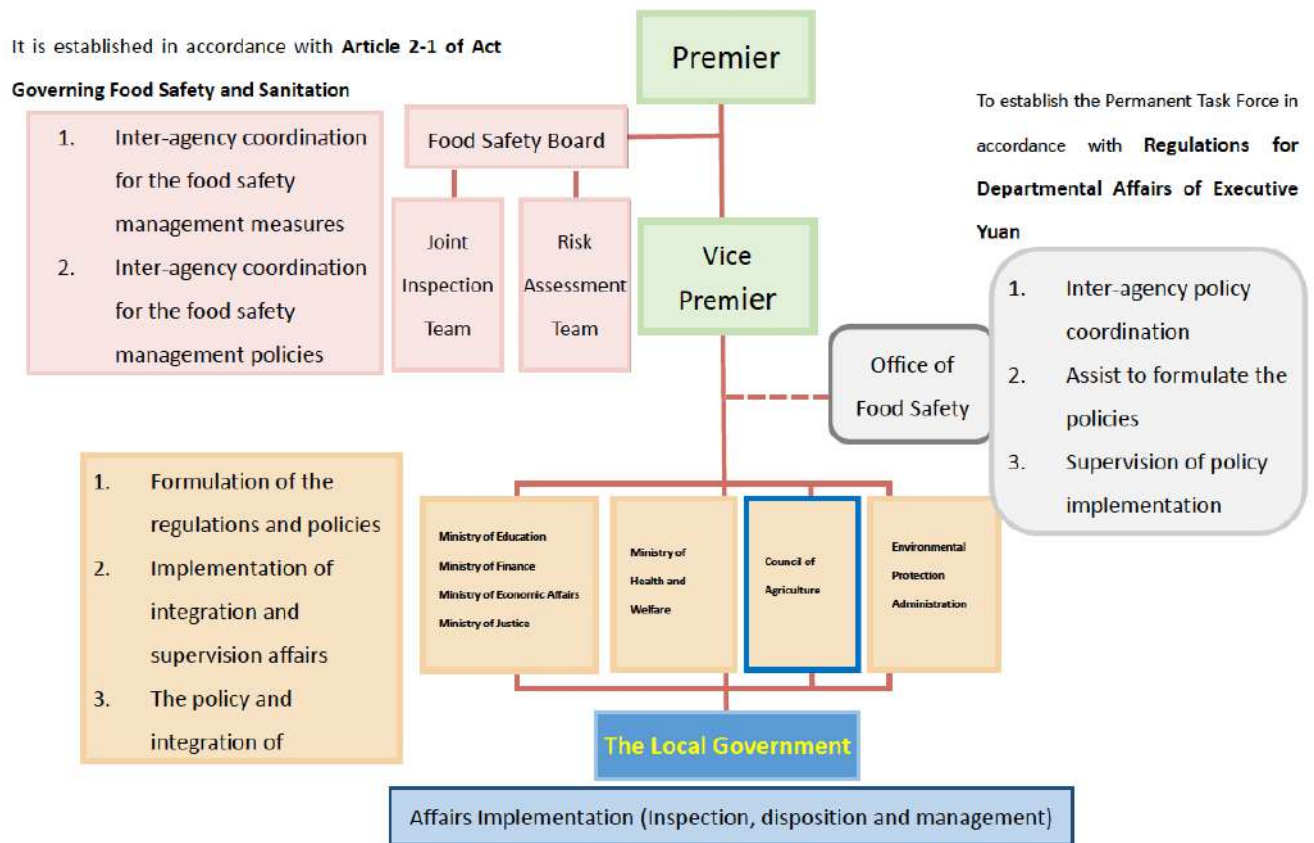 It is established in accordance with Article 2-1 of Act
Governing Food Safety and Sanitation
1. Inter-agency coordination
for the food safety
management measures
2. Inter-agency coordination
for the food safety
management policies
Premier
Food Safety Board
Joint
Inspection
Team
Risk
Assessment
Team
Vice
Premier
To establish the Permanent Task Force in
accordance with Regulations for
Departmental Affairs of Executive
Yuan
Office of
Food Safety
1. Inter-agency policy
coordination
2. Assist to formulate the
policies
3. Supervision of policy
implementation
1. Formulation of the
regulations and policies
2. Implementation of
integration and
supervision affairs
3. The policy and
integration of
Ministry of Education
Ministry of Finance
Ministry of Economic Affairs
Ministry of Justice
Ministry of
Health and
Welfare
Council of
Agriculture
Environmental
Protection
Administration
The Local Government
Affairs Implementation (Inspection, disposition and management)